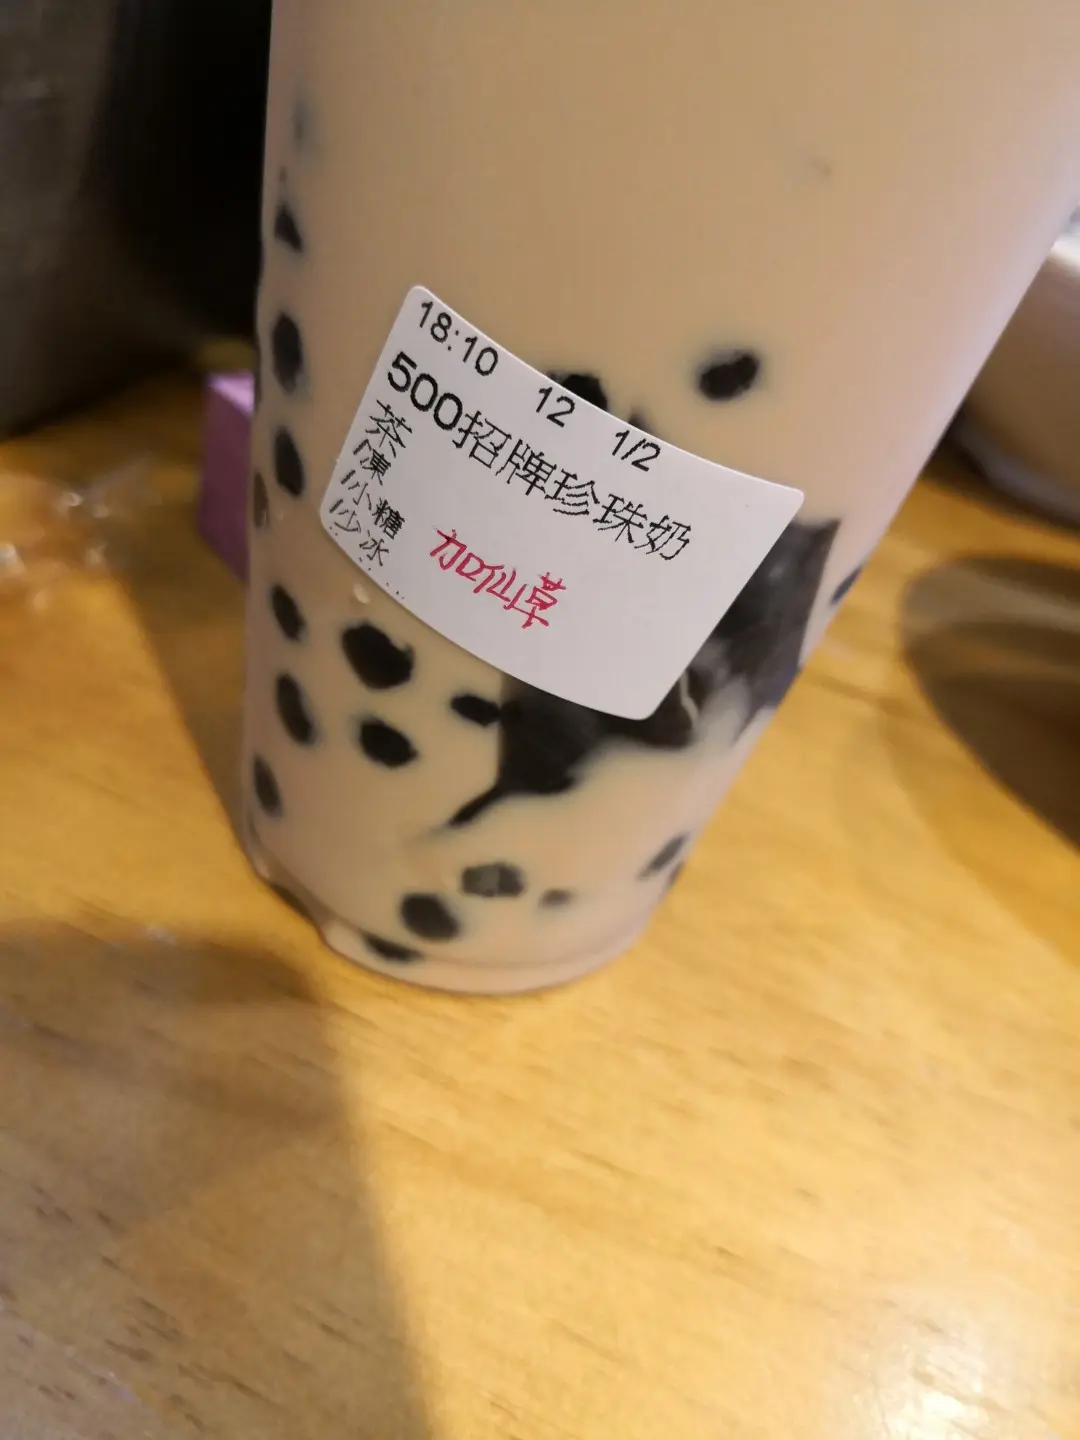 18:10 12 1/2
500招牌珍珠奶
茶
/凍
/小糖
/少冰
加仙草